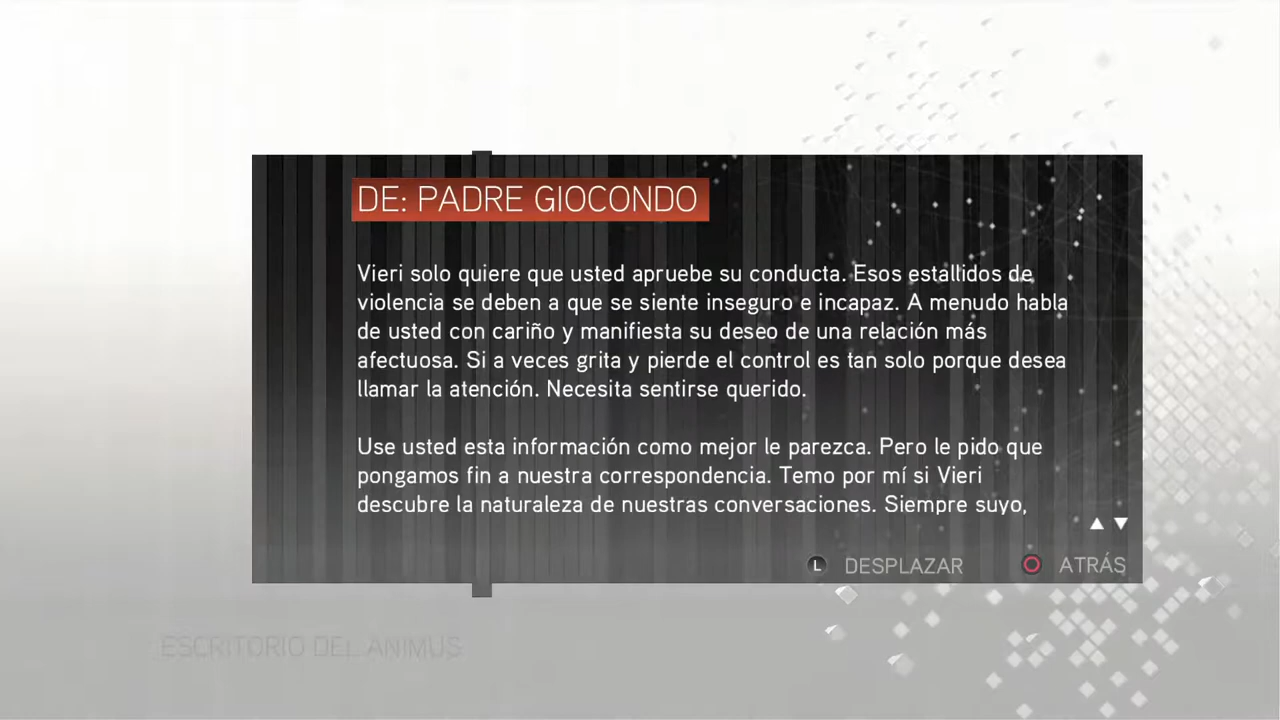 DE: PADRE GIOCONDO
Vieri solo quiere que usted apruebe su conducta. Esos estallidos de
violencia se deben a que se siente inseguro e incapaz. A menudo habla
de usted con cariño y manifiesta su deseo de una relación más
afectuosa. Si a veces grita y pierde el control es tan solo porque desea
llamar la atención. Necesita sentirse querido.
Use usted esta información como mejor le parezca. Pero le pido que
pongamos fin a nuestra correspondencia. Temo por mí si Vieri
descubre la naturaleza de nuestras conversaciones. Siempre suyo,
L DESPLAZAR ATRÁS
ESCRITORIO DEL ANIMUS